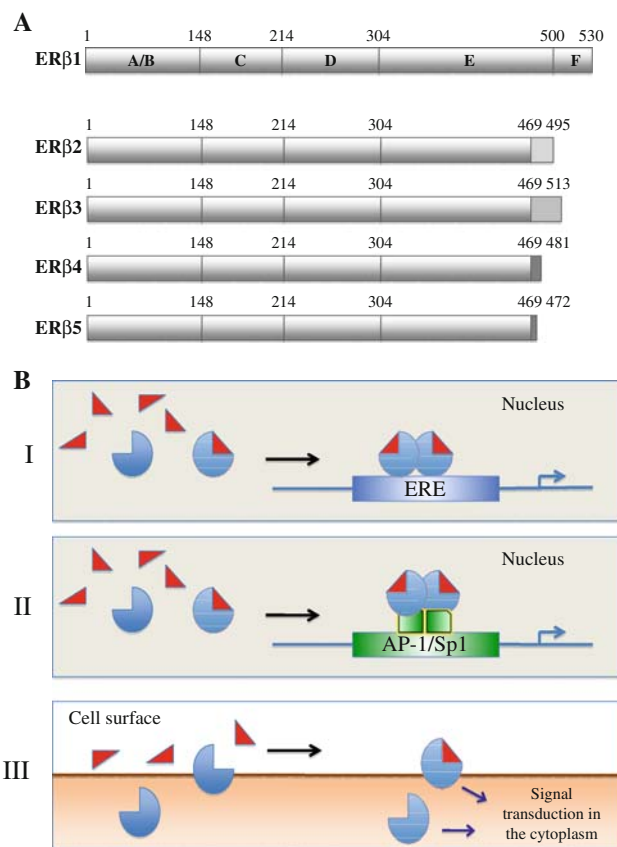 A
1 148 214 304 500 530
ERβ1 A/B C D E F
1 148 214 304 469 495
ERβ2
1 148 214 304 469 513
ERβ3
1 148 214 304 469 481
ERβ4
1 148 214 304 469 472
ERβ5
B
Nucleus
I
ERE
Nucleus
II
AP-1/Sp1
Cell surface
III
Signal
transduction in
the cytoplasm